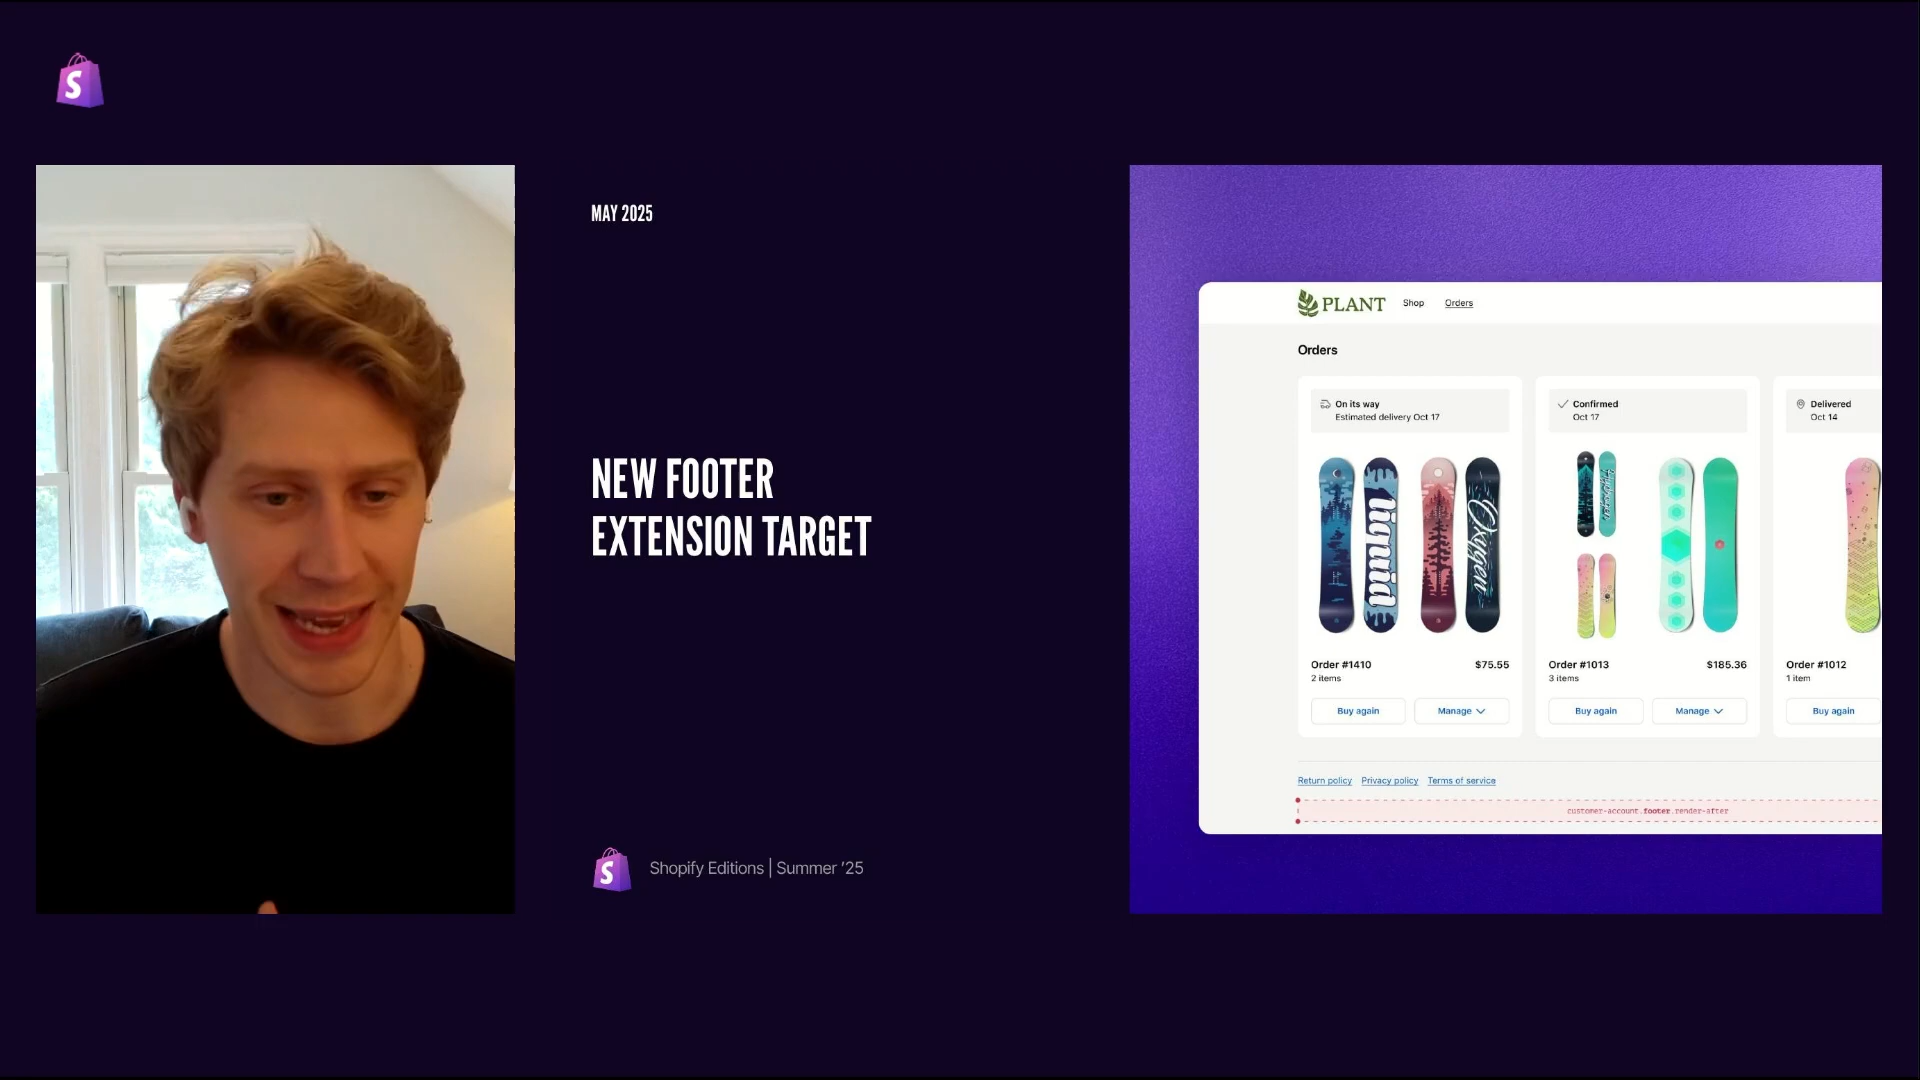 S
MAY 2025
NEW FOOTER
EXTENSION TARGET
S
Shopify Editions | Summer '25
PLANT Shop Orders
Orders
On its way
Estimated delivery Oct 17
Confirmed
Oct 17
Delivered
Oct 14
liquid
Oxygen
Order #1410 $75.55
2 items
Buy again Manage
Order #1013 $185.36
3 items
Buy again Manage
Order #1012
1 item
Buy again
Return policy Privacy policy Terms of service
customer-account.footer.render-after